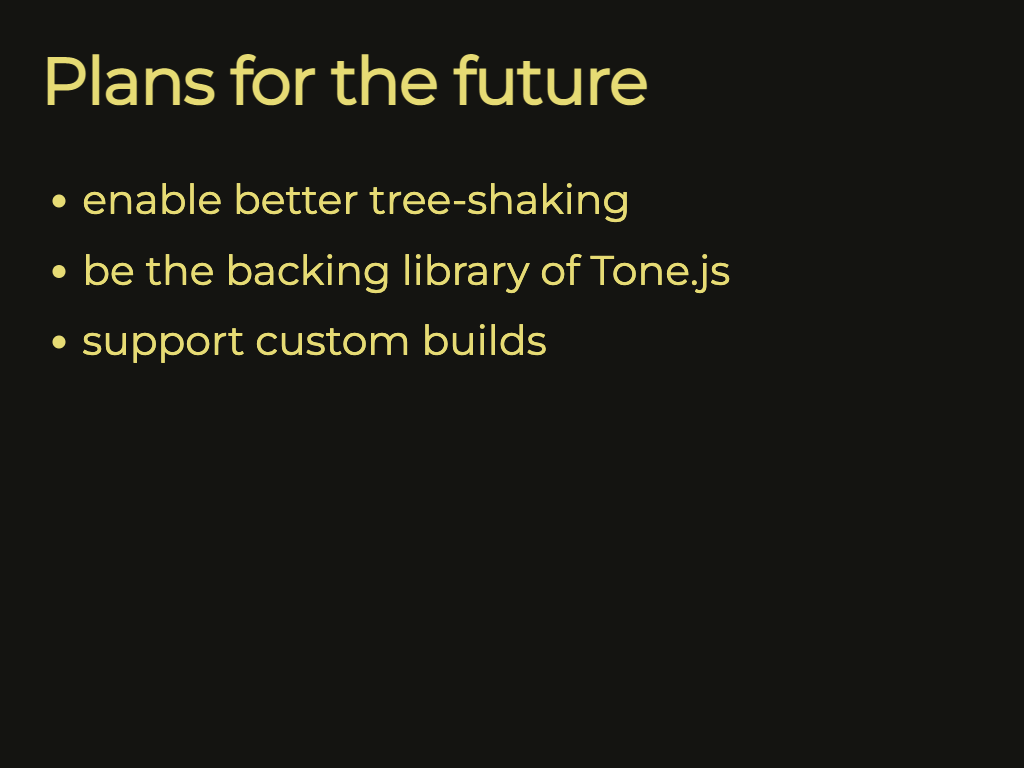 Plans for the future
• enable better tree-shaking
• be the backing library of Tone.js
• support custom builds